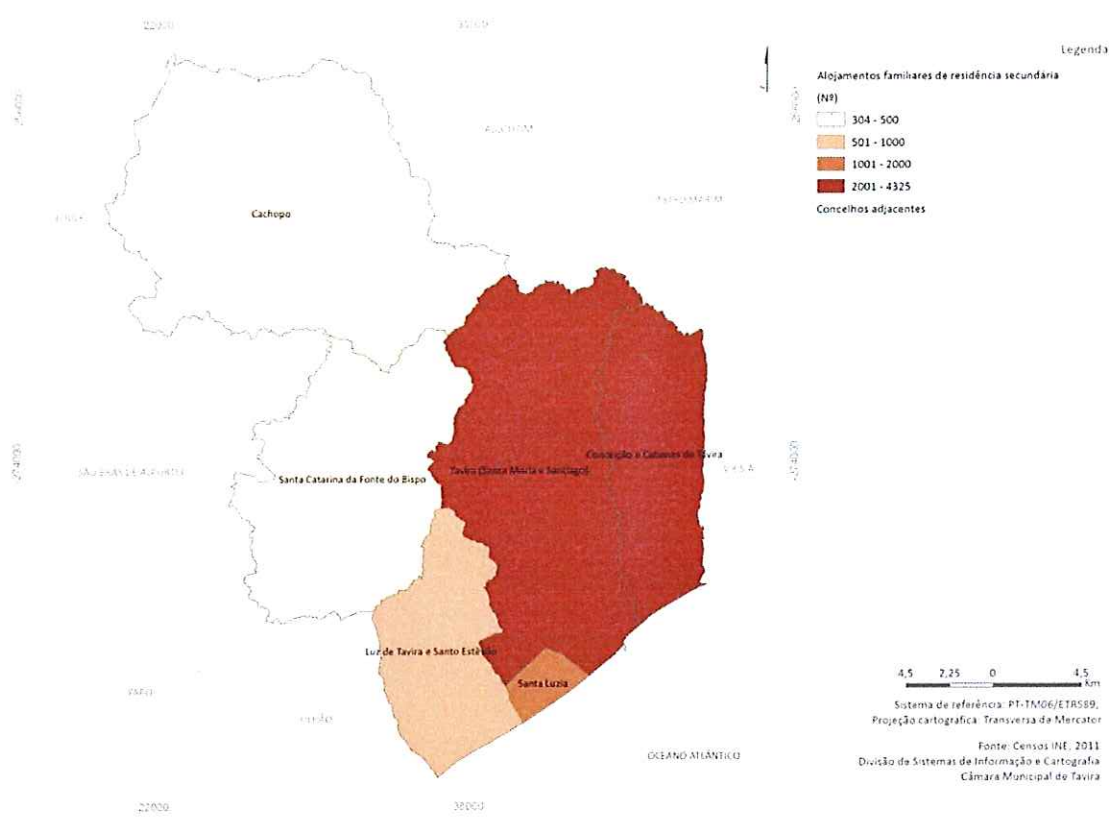 Legenda
Alojamentos familiares de residência secundária
(Nº)
304 - 500
501 - 1000
1001 - 2000
2001 - 4325
Concelhos adjacentes
Cachopo
Santa Catarina da Fonte do Bispo
Tavira (Santa Maria e Santiago)
Conceição e Cabanas de Tavira
Luz de Tavira e Santo Estêvão
Santa Luzia
OCEANO ATLÂNTICO
4,5 2,25 0 4,5
Km
Sistema de referência: PT-TM06/ETRS89,
Projeção cartografica: Transversa de Mercator
Fonte: Censos INE, 2011
Divisão de Sistemas de Informação e Cartografia
Câmara Municipal de Tavira